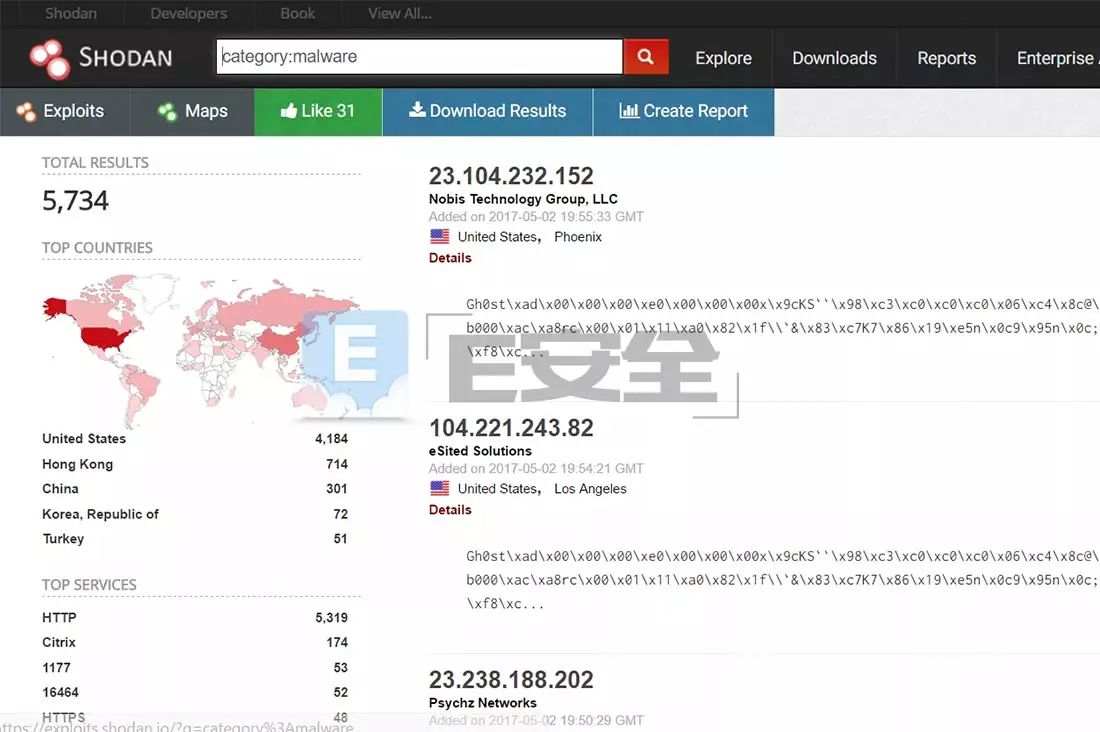 Shodan Developers Book View All...
SHODAN category:malware Explore Downloads Reports Enterprise
Exploits Maps Like 31 Download Results Create Report
TOTAL RESULTS
5,734
TOP COUNTRIES
United States 4,184
Hong Kong 714
China 301
Korea, Republic of 72
Turkey 51
TOP SERVICES
HTTP 5,319
Citrix 174
1177 53
16464 52
HTTPS 48
23.104.232.152
Nobis Technology Group, LLC
Added on 2017-05-02 19:55:33 GMT
United States, Phoenix
Details
Gh0st\xad\x00\x00\x00\xe0\x00\x00\x00x\x9cKS``\x98\xc3\xc0\xc0\xc0\x06\xc4\x8c@\
b000\xac\xa8rc\x00\x01\x11\xa0\x82\x1f\\`&\x83\xc7K7\x86\x19\xe5n\x0c9\x95n\x0c;
\xf8\xc...
E
E安全
104.221.243.82
eSited Solutions
Added on 2017-05-02 19:54:21 GMT
United States, Los Angeles
Details
Gh0st\xad\x00\x00\x00\xe0\x00\x00\x00x\x9cKS``\x98\xc3\xc0\xc0\xc0\x06\xc4\x8c@\
b000\xac\xa8rc\x00\x01\x11\xa0\x82\x1f\\`&\x83\xc7K7\x86\x19\xe5n\x0c9\x95n\x0c;
\xf8\xc...
23.238.188.202
Psychz Networks
Added on 2017-05-02 19:50:29 GMT
ttps://exploits.shodan.io/?q=category%3Amalware